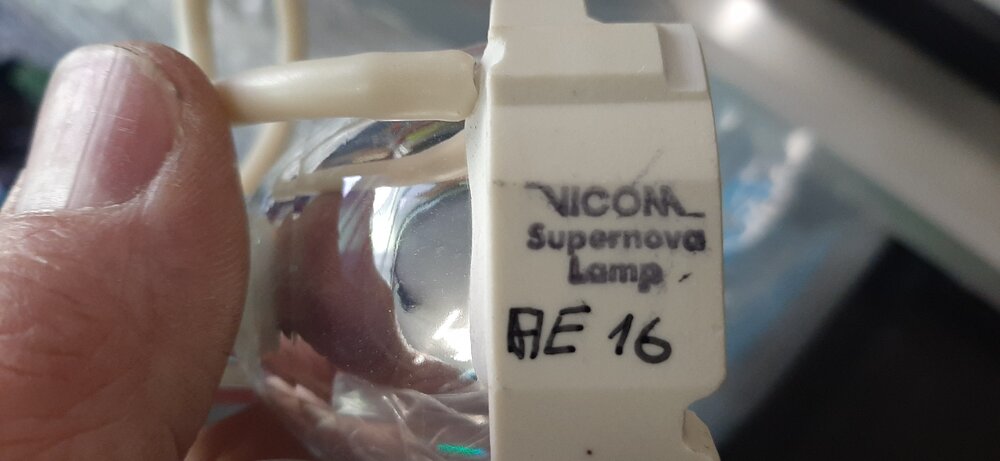 VICOM
Supernova
Lamp
AE 16